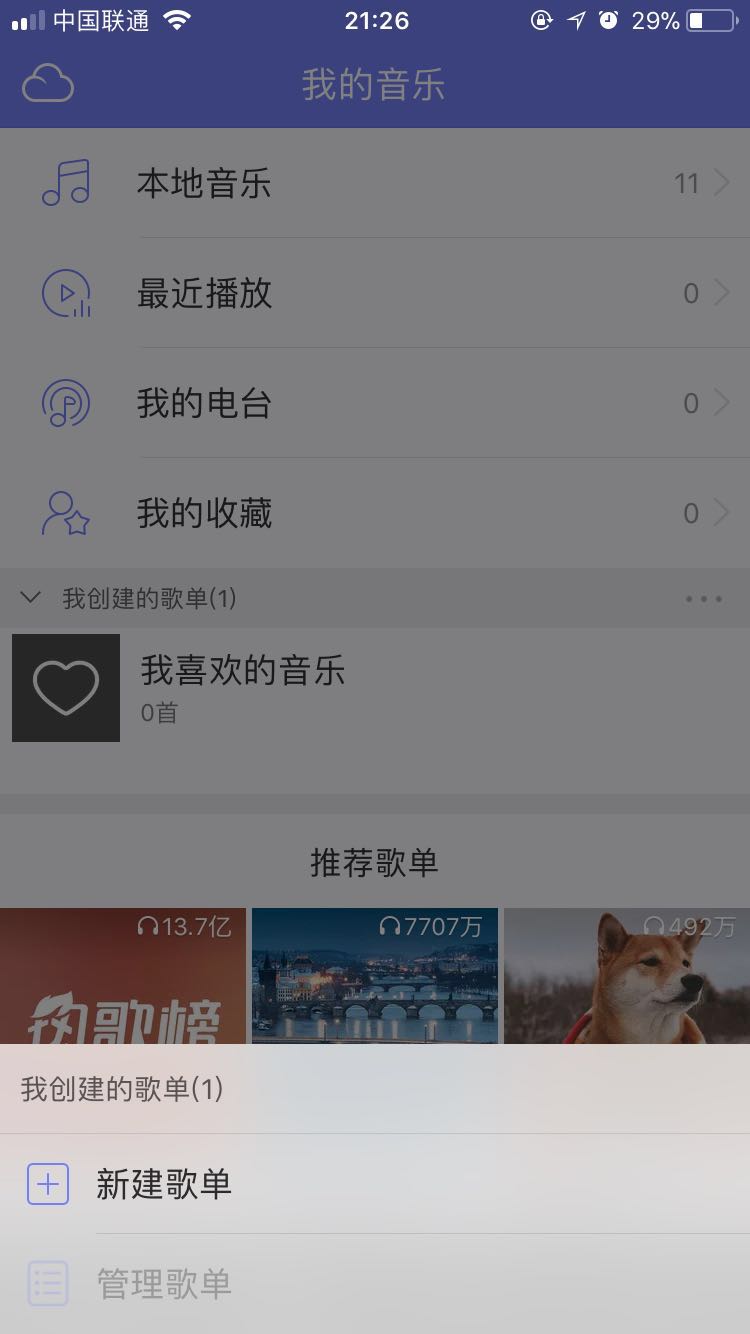 中国联通 21:26 29%
我的音乐
本地音乐 11
最近播放 0
我的电台 0
我的收藏 0
我创建的歌单(1)
我喜欢的音乐
0首
推荐歌单
13.7亿 7707万 492万
热歌榜
我创建的歌单(1)
新建歌单
管理歌单